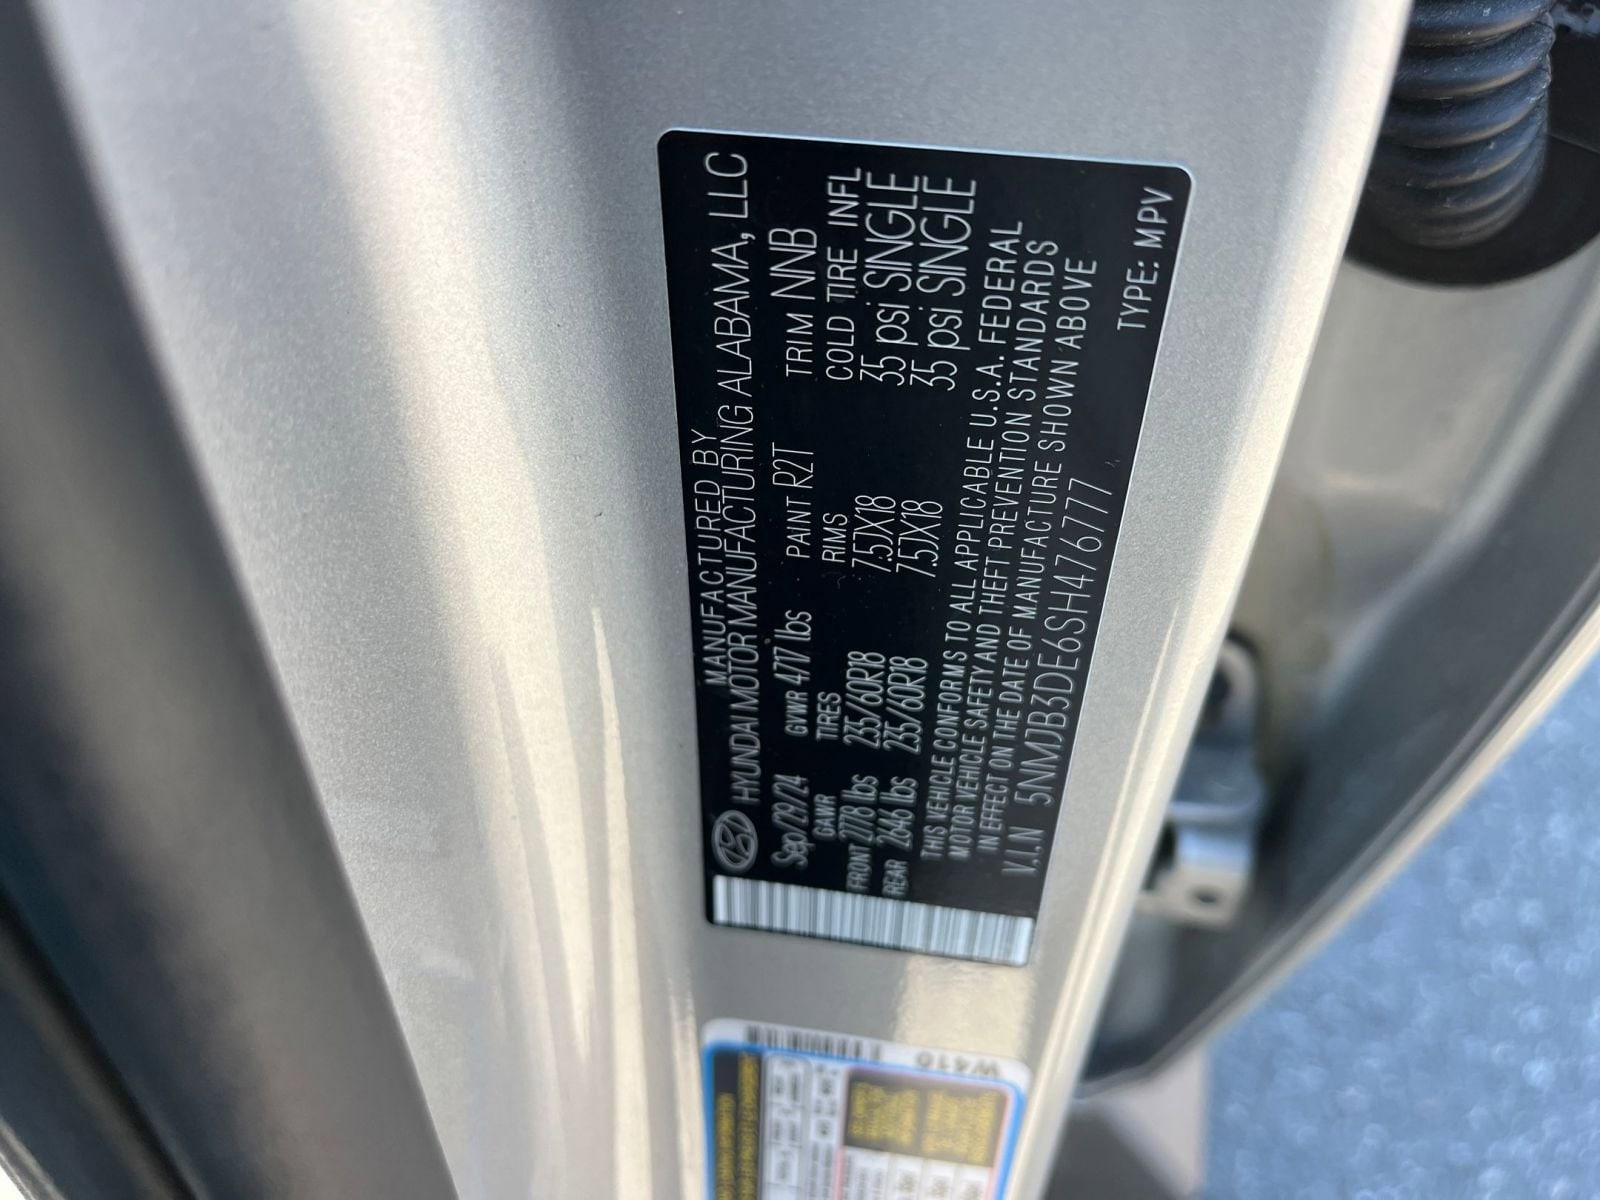 MANUFACTURED BY
HYUNDAI MOTOR MANUFACTURING ALABAMA, LLC
Sep/29/24 GVWR 4717 lbs PAINT R2T TRIM NNB
GAWR TIRES RIMS COLD TIRE INFL
FRONT 2778 lbs 235/60R18 7.5JX18 35 psi SINGLE
REAR 2646 lbs 235/60R18 7.5JX18 35 psi SINGLE
THIS VEHICLE CONFORMS TO ALL APPLICABLE U.S.A. FEDERAL
MOTOR VEHICLE SAFETY AND THEFT PREVENTION STANDARDS
IN EFFECT ON THE DATE OF MANUFACTURE SHOWN ABOVE
V.I.N 5NMJB3DE6SH476777
TYPE: MPV
W410